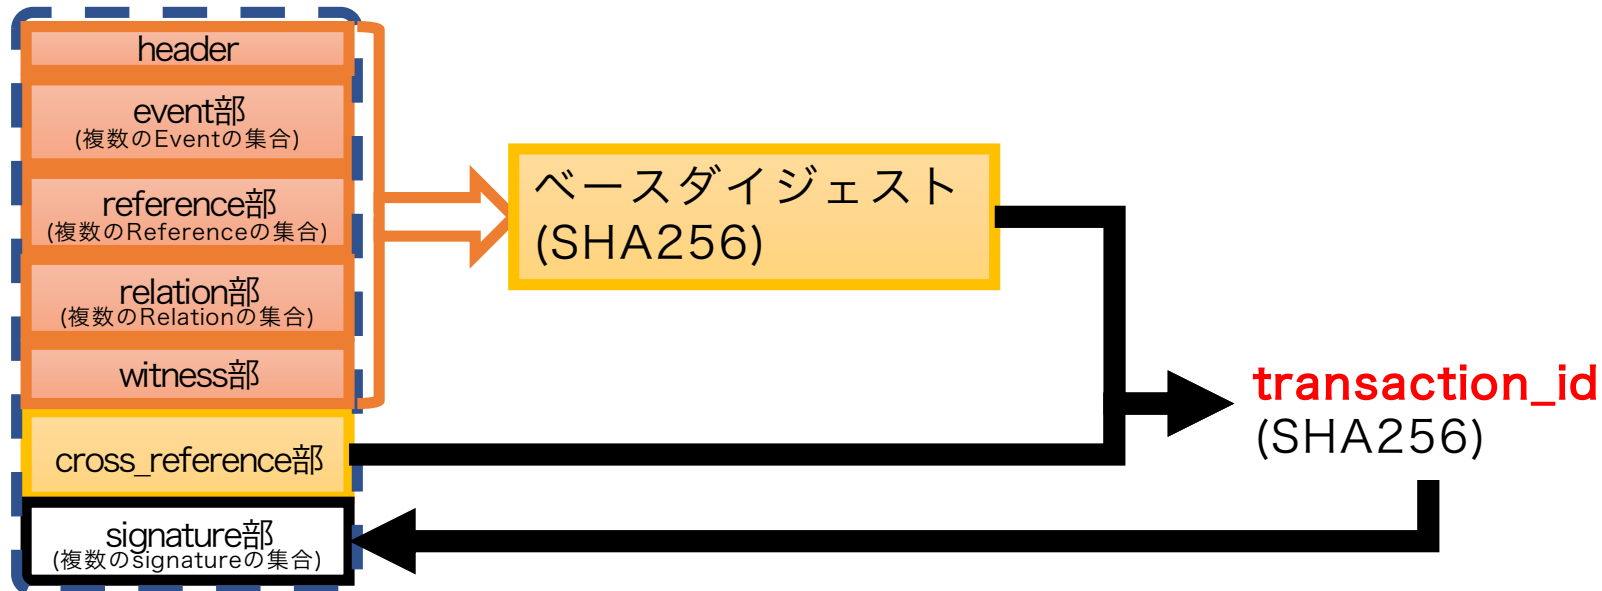 header
event部
(複数のEventの集合)
reference部
(複数のReferenceの集合)
relation部
(複数のRelationの集合)
witness部
cross_reference部
signature部
(複数のsignatureの集合)
ベースダイジェスト
(SHA256)
transaction_id
(SHA256)